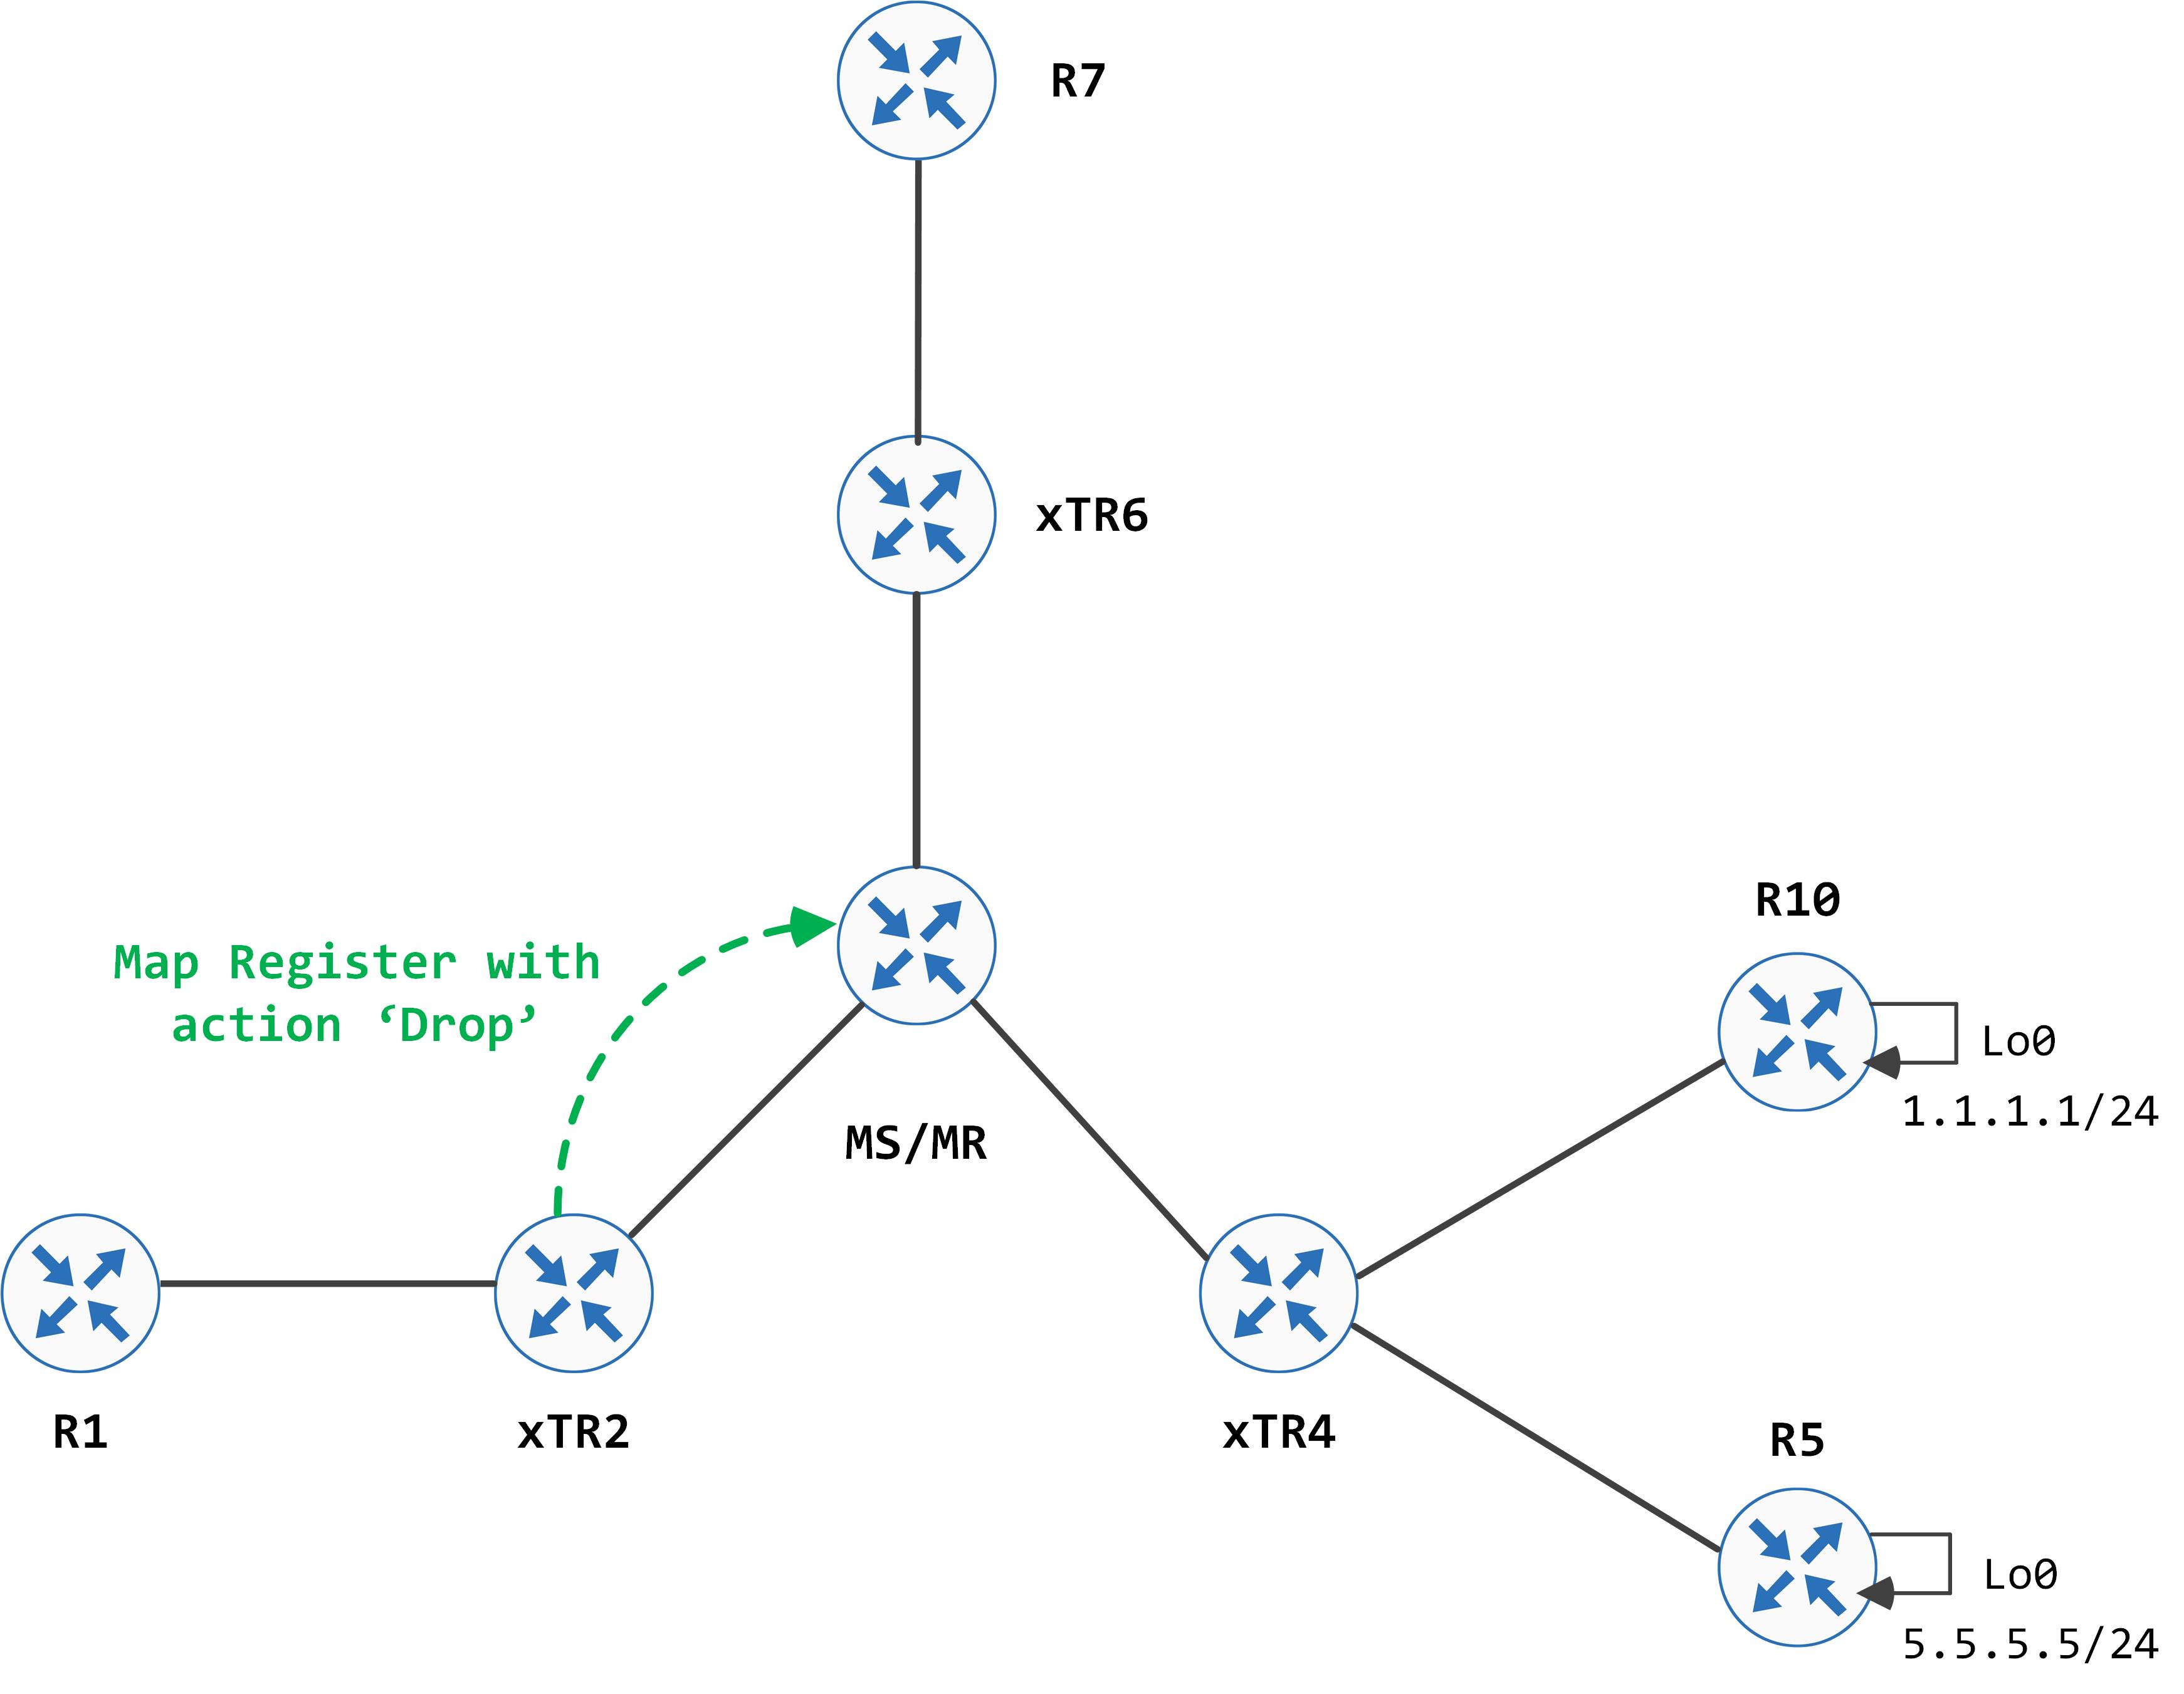 R7
xTR6
R10
Map Register with
action ‘Drop’
Lo0
1.1.1.1/24
MS/MR
R1
xTR2
xTR4
R5
Lo0
5.5.5.5/24